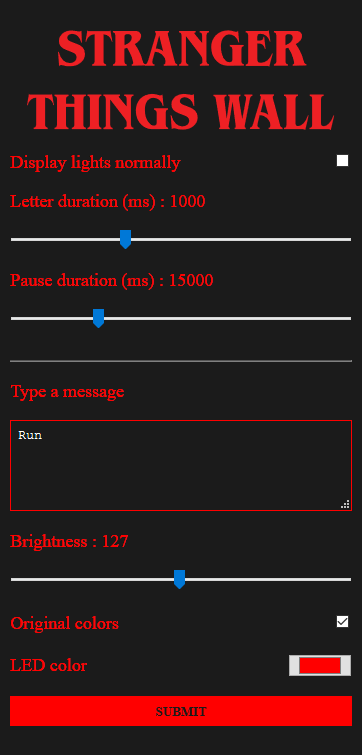 STRANGER
THINGS WALL
Display lights normally
Letter duration (ms) : 1000
Pause duration (ms) : 15000
Type a message
Run
Brightness : 127
Original colors
LED color
SUBMIT